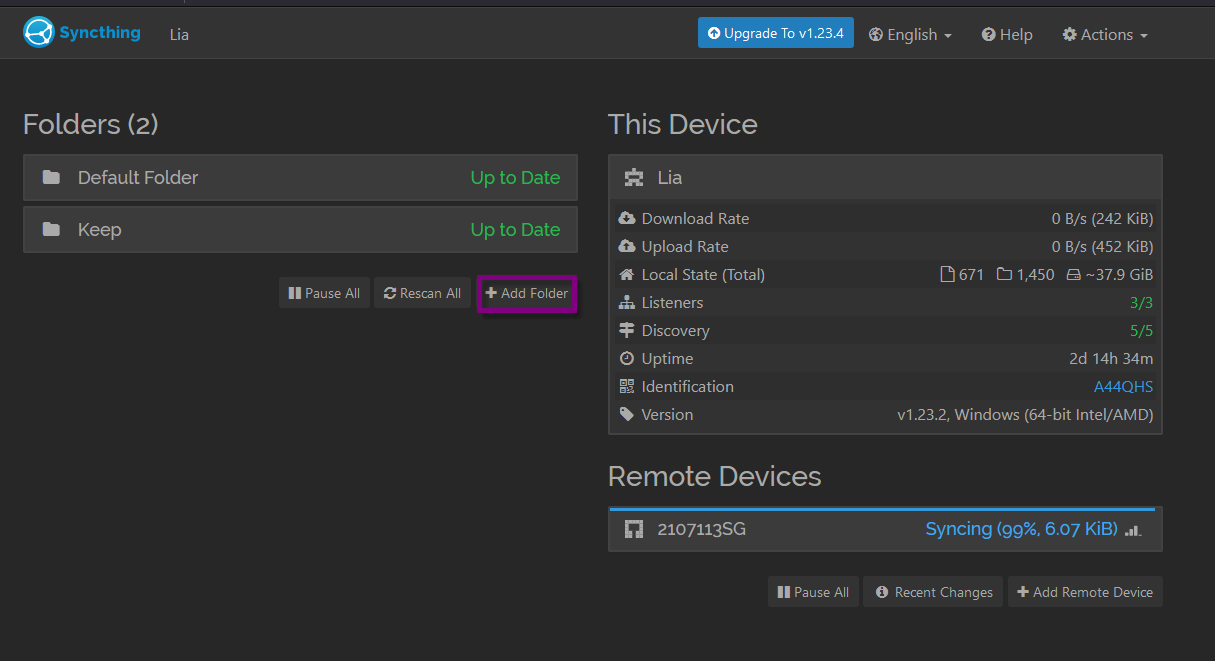 Syncthing Lia Upgrade To v1.23.4 English Help Actions
Folders (2)
Default Folder Up to Date
Keep Up to Date
Pause All Rescan All Add Folder
This Device
Lia
Download Rate 0 B/s (242 KiB)
Upload Rate 0 B/s (452 KiB)
Local State (Total) 671 1,450 ~37.9 GiB
Listeners 3/3
Discovery 5/5
Uptime 2d 14h 34m
Identification A44QHS
Version v1.23.2, Windows (64-bit Intel/AMD)
Remote Devices
2107113SG Syncing (99%, 6.07 KiB)
Pause All Recent Changes Add Remote Device